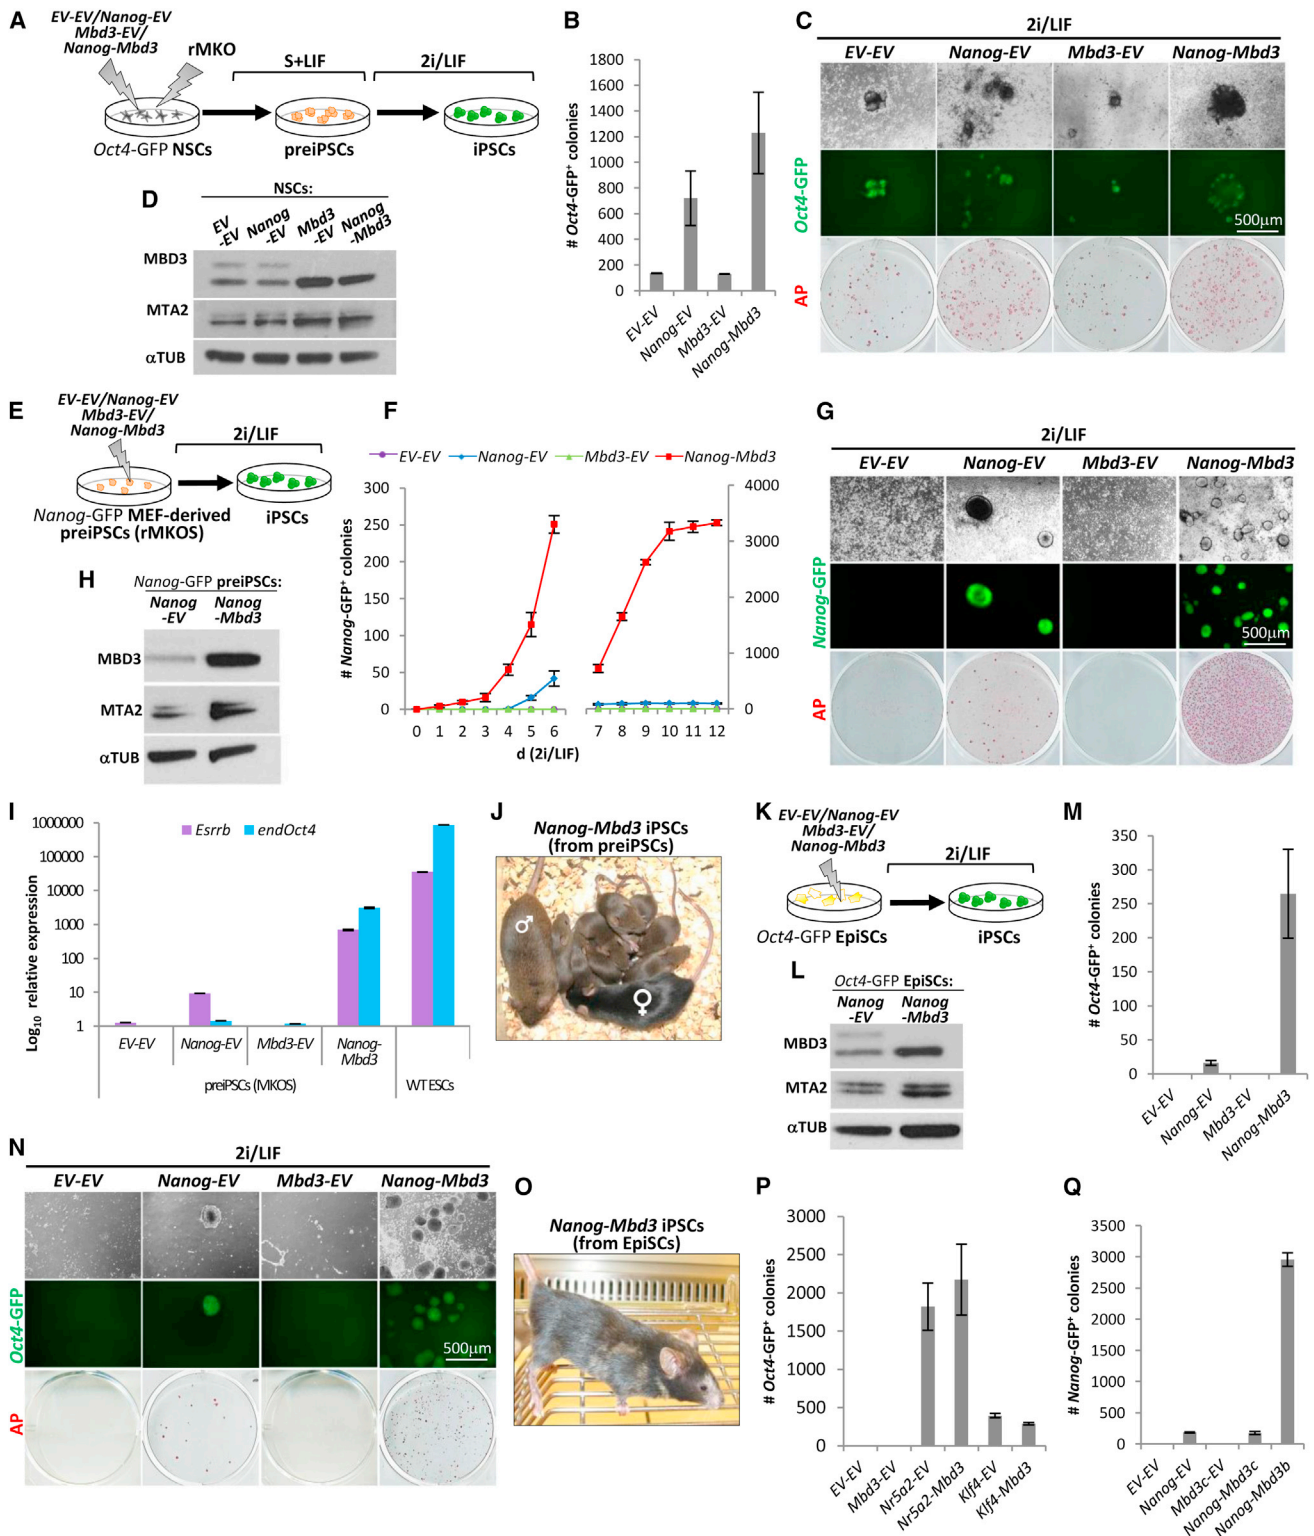 A
EV-EV/Nanog-EV
Mbd3-EV/
Nanog-Mbd3
rMKO
S+LIF
2i/LIF
Oct4-GFP NSCs
preiPSCs
iPSCs
B
# Oct4-GFP+ colonies
1800
1600
1400
1200
1000
800
600
400
200
0
EV-EV
Nanog-EV
Mbd3-EV
Nanog-Mbd3
C
2i/LIF
EV-EV
Nanog-EV
Mbd3-EV
Nanog-Mbd3
Oct4-GFP
500μm
AP
D
NSCs:
EV
-EV
Nanog
-EV
Mbd3
-EV
Nanog
-Mbd3
MBD3
MTA2
αTUB
E
EV-EV/Nanog-EV
Mbd3-EV/
Nanog-Mbd3
2i/LIF
Nanog-GFP MEF-derived
preiPSCs (rMKOS)
iPSCs
F
EV-EV
Nanog-EV
Mbd3-EV
Nanog-Mbd3
# Nanog-GFP+ colonies
300
250
200
150
100
50
0
4000
3000
2000
1000
0
0 1 2 3 4 5 6
7 8 9 10 11 12
d (2i/LIF)
G
2i/LIF
EV-EV
Nanog-EV
Mbd3-EV
Nanog-Mbd3
Nanog-GFP
500μm
AP
H
Nanog-GFP preiPSCs:
Nanog
-EV
Nanog
-Mbd3
MBD3
MTA2
αTUB
I
Log10 relative expression
1000000
100000
10000
1000
100
10
1
Esrrb
endOct4
EV-EV
Nanog-EV
Mbd3-EV
Nanog-
Mbd3
preiPSCs (MKOS)
WT ESCs
J
Nanog-Mbd3 iPSCs
(from preiPSCs)
♂
♀
K
EV-EV/Nanog-EV
Mbd3-EV/
Nanog-Mbd3
2i/LIF
Oct4-GFP EpiSCs
iPSCs
L
Oct4-GFP EpiSCs:
Nanog
-EV
Nanog
-Mbd3
MBD3
MTA2
αTUB
M
# Oct4-GFP+ colonies
350
300
250
200
150
100
50
0
EV-EV
Nanog-EV
Mbd3-EV
Nanog-Mbd3
N
2i/LIF
EV-EV
Nanog-EV
Mbd3-EV
Nanog-Mbd3
Oct4-GFP
500μm
AP
O
Nanog-Mbd3 iPSCs
(from EpiSCs)
P
# Oct4-GFP+ colonies
3000
2500
2000
1500
1000
500
0
EV-EV
Mbd3-EV
Nr5a2-EV
Nr5a2-Mbd3
Klf4-EV
Klf4-Mbd3
Q
# Nanog-GFP+ colonies
3500
3000
2500
2000
1500
1000
500
0
EV-EV
Nanog-EV
Mbd3c-EV
Nanog-Mbd3c
Nanog-Mbd3b